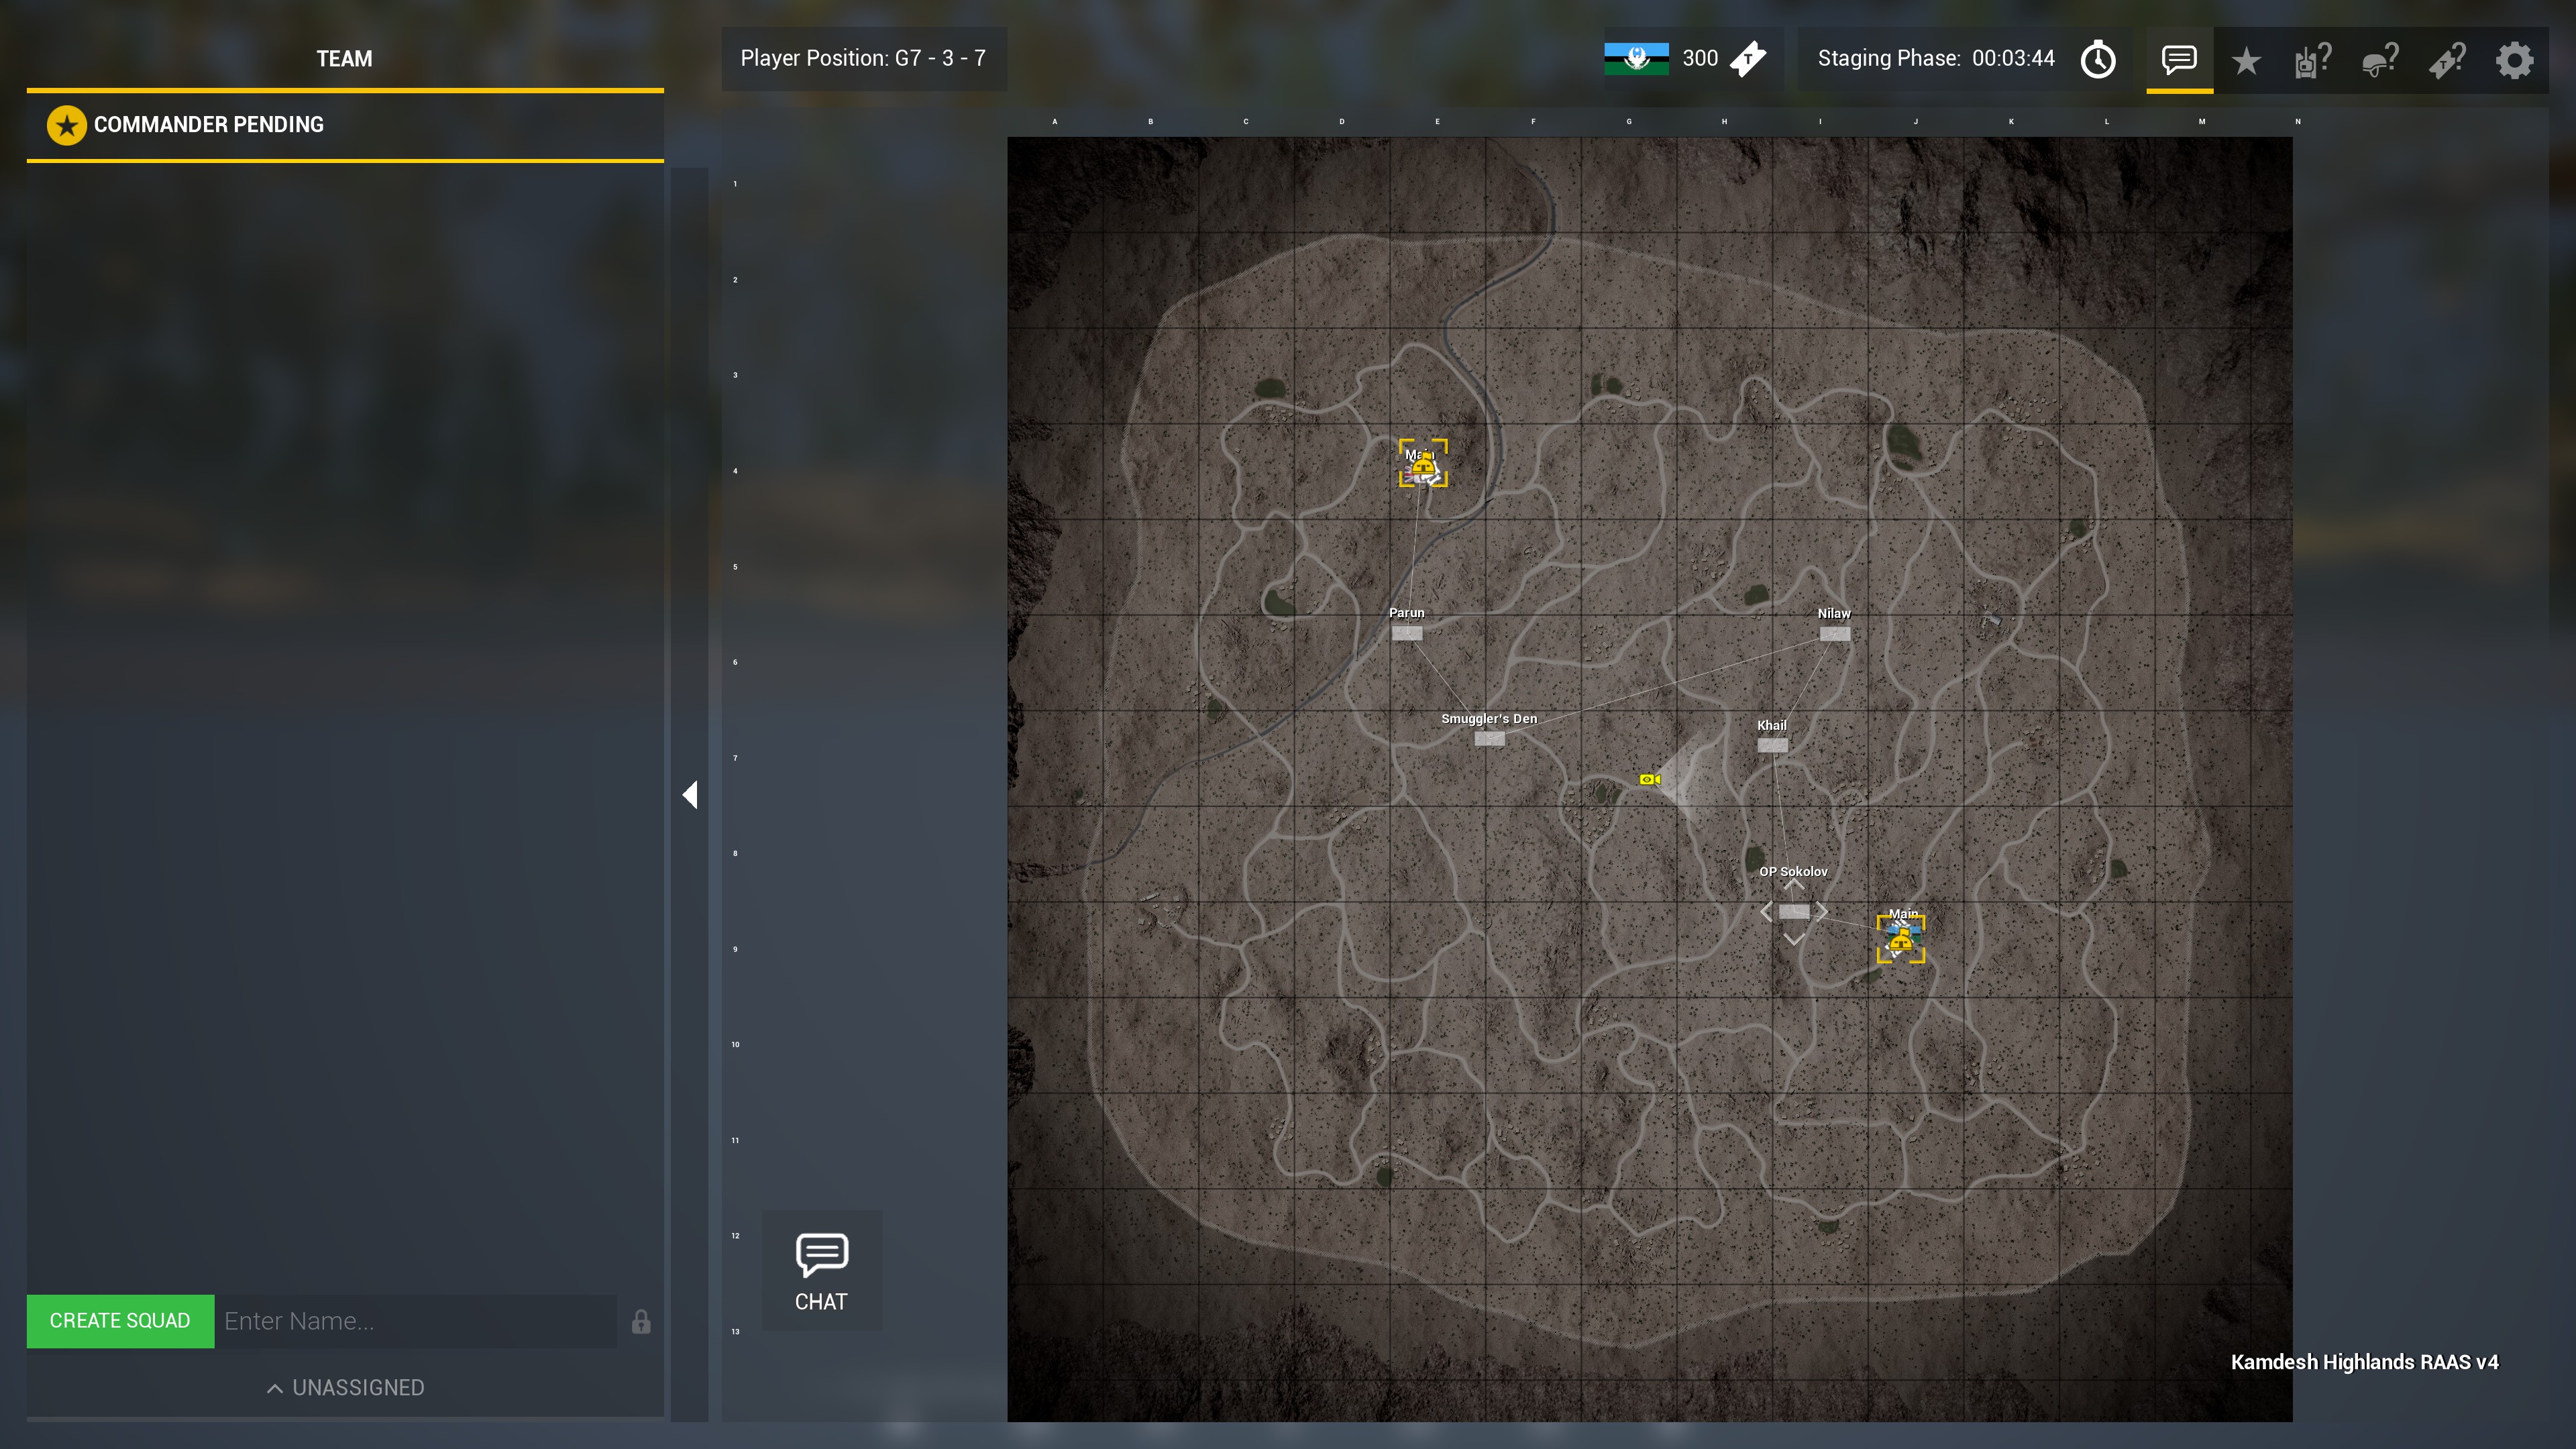 TEAM
Player Position: G7 - 3 - 7
300
T
Staging Phase: 00:03:44
COMMANDER PENDING
A B C D E F G H I J K L M N
1
2
3
4
Main
5
Parun
Nilaw
6
Smuggler's Den
Khail
7
8
OP Sokolov
Main
9
10
11
12
CHAT
CREATE SQUAD
Enter Name...
13
Kamdesh Highlands RAAS v4
UNASSIGNED